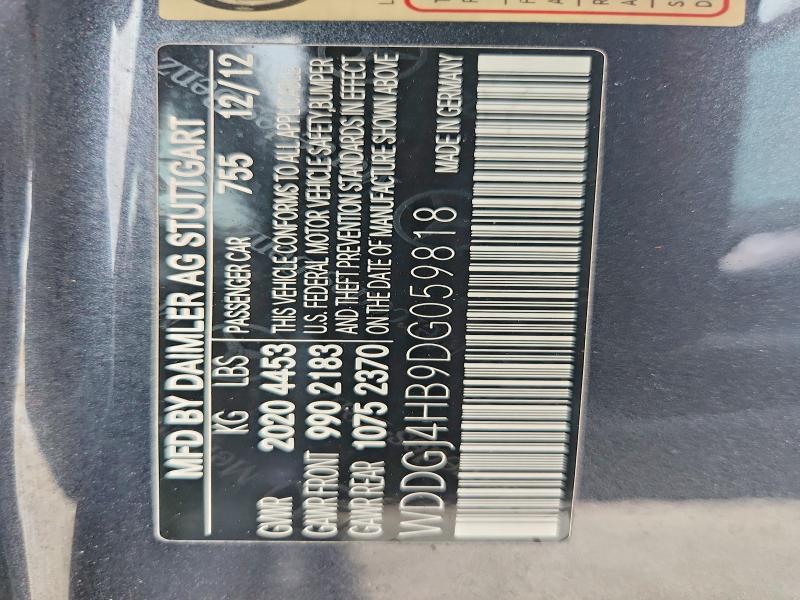 MFD BY DAIMLER AG STUTTGART
KG LBS PASSENGER CAR 755 12/12
GVWR 2020 4453 THIS VEHICLE CONFORMS TO ALL APPLICABLE
GAWR FRONT 990 2183 U.S. FEDERAL MOTOR VEHICLE SAFETY,BUMPER
GAWR REAR 1075 2370 AND THEFT PREVENTION STANDARDS IN EFFECT
ON THE DATE OF MANUFACTURE SHOWN ABOVE
WDDGJ4HB9DG059818
MADE IN GERMANY